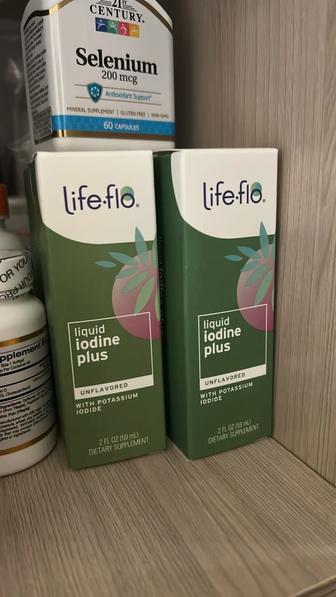 21ST
CENTURY.
Selenium
200 mcg
Antioxidant Support*
MINERAL SUPPLEMENT | GLUTEN FREE | NON-GMO
60 CAPSULES
life-flo®
liquid
iodine
plus
UNFLAVORED
WITH POTASSIUM
IODIDE
2 FL OZ (59 mL)
DIETARY SUPPLEMENT
life-flo®
liquid
iodine
plus
UNFLAVORED
WITH POTASSIUM
IODIDE
2 FL OZ (59 mL)
DIETARY SUPPLEMENT
OR YOU